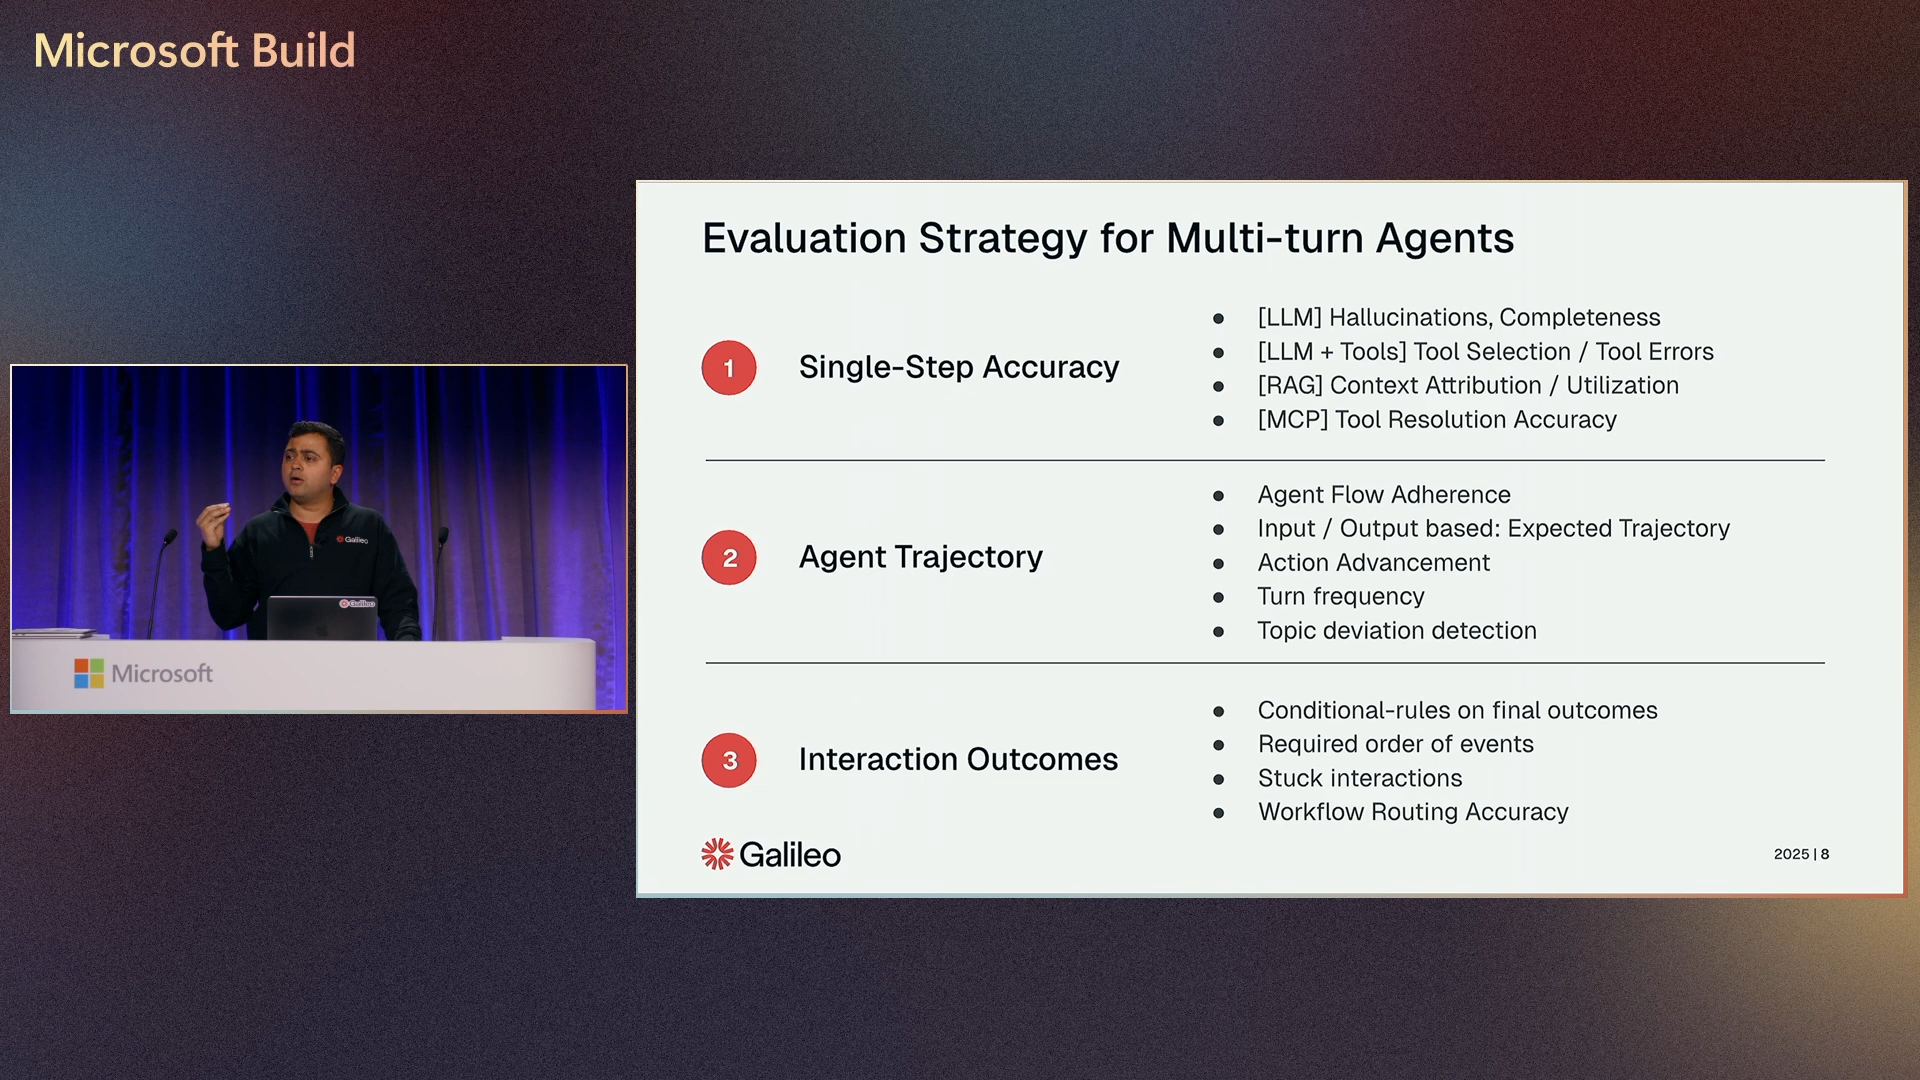 Microsoft Build
Evaluation Strategy for Multi-turn Agents
1
Single-Step Accuracy
[LLM] Hallucinations, Completeness
[LLM + Tools] Tool Selection / Tool Errors
[RAG] Context Attribution / Utilization
[MCP] Tool Resolution Accuracy
2
Agent Trajectory
Agent Flow Adherence
Input / Output based: Expected Trajectory
Action Advancement
Turn frequency
Topic deviation detection
3
Interaction Outcomes
Conditional-rules on final outcomes
Required order of events
Stuck interactions
Workflow Routing Accuracy
Galileo
2025 | 8
Galileo
Galileo
Microsoft